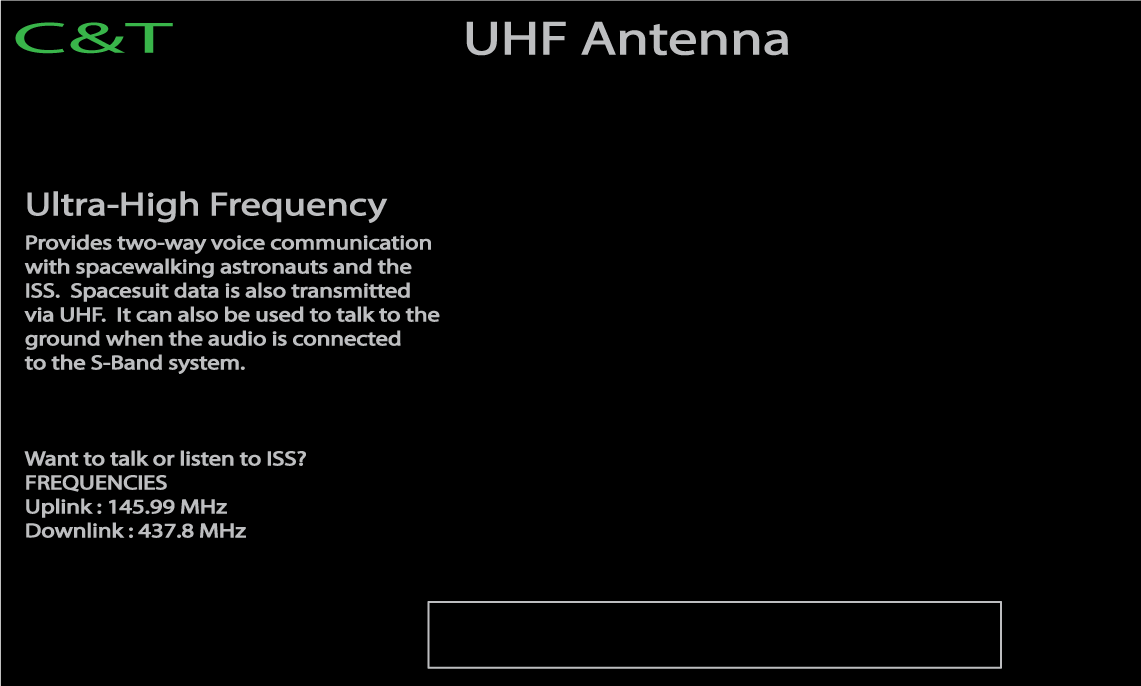 C&T
UHF Antenna
Ultra-High Frequency
Provides two-way voice communication
with spacewalking astronauts and the
ISS.  Spacesuit data is also transmitted
via UHF.  It can also be used to talk to the
ground when the audio is connected
to the S-Band system.
Want to talk or listen to ISS?
FREQUENCIES
Uplink : 145.99 MHz
Downlink : 437.8 MHz